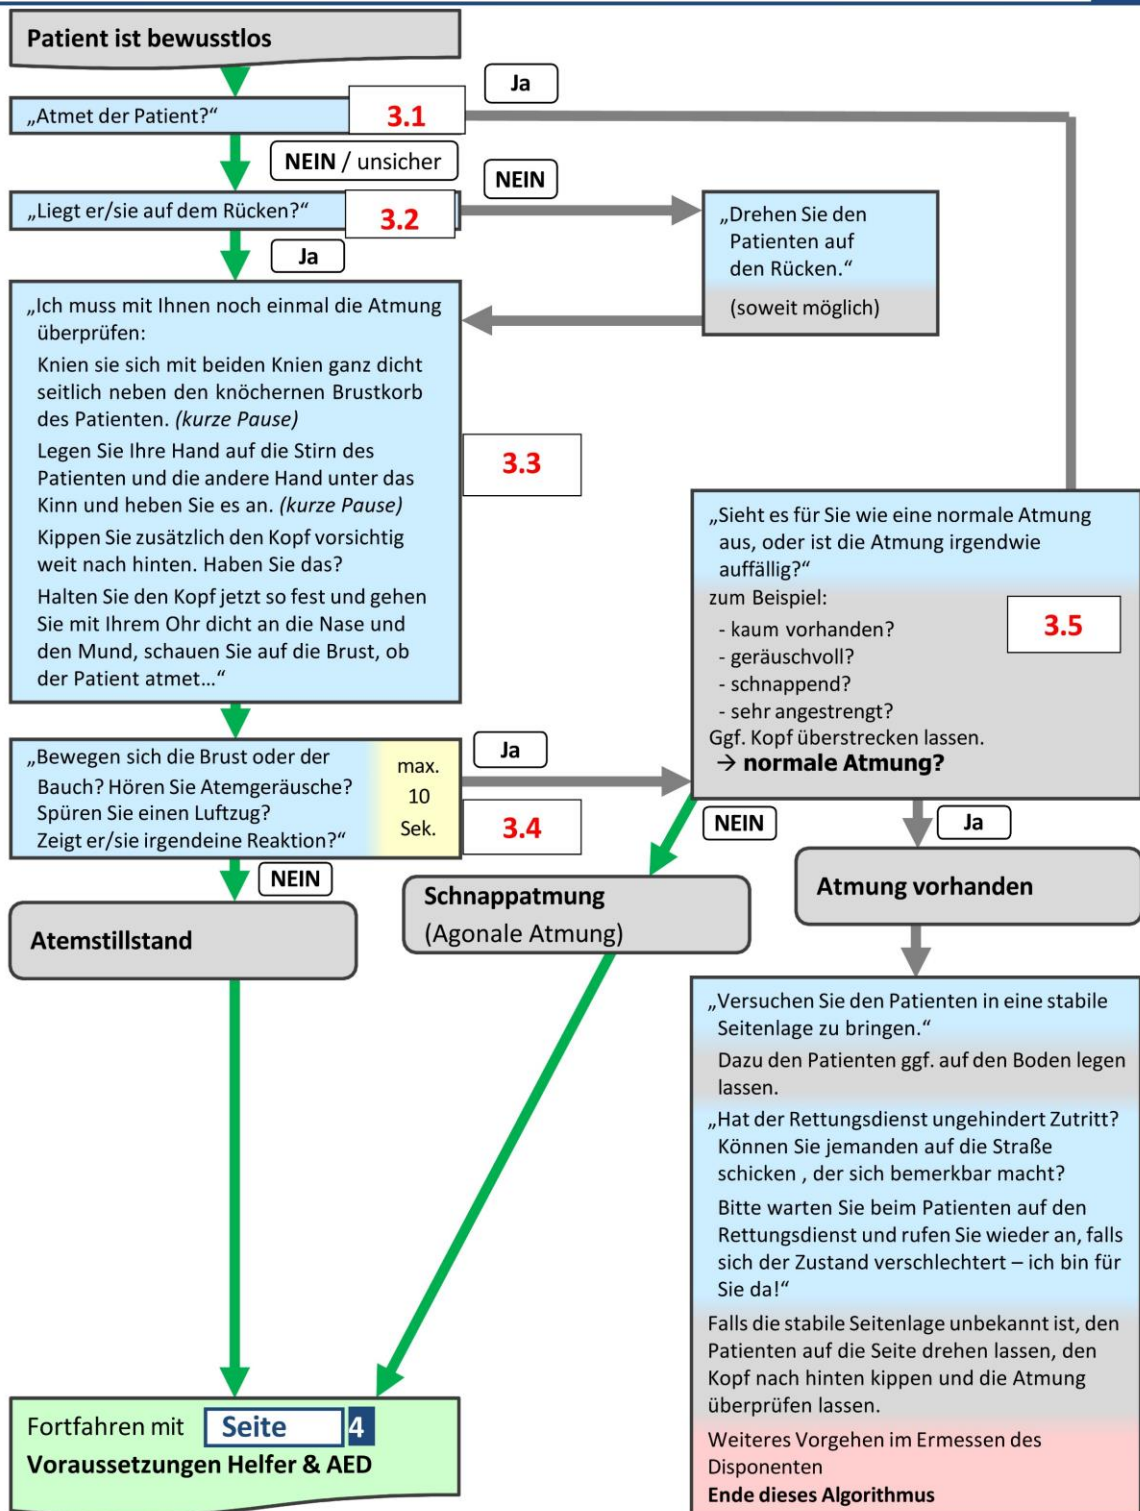 Patient ist bewusstlos
Ja
„Atmet der Patient?“
3.1
NEIN / unsicher
NEIN
„Liegt er/sie auf dem Rücken?“
3.2
„Drehen Sie den
Patienten auf
den Rücken.“
(soweit möglich)
Ja
„Ich muss mit Ihnen noch einmal die Atmung
überprüfen:
Knien sie sich mit beiden Knien ganz dicht
seitlich neben den knöchernen Brustkorb
des Patienten. (kurze Pause)
Legen Sie Ihre Hand auf die Stirn des
Patienten und die andere Hand unter das
Kinn und heben Sie es an. (kurze Pause)
Kippen Sie zusätzlich den Kopf vorsichtig
weit nach hinten. Haben Sie das?
Halten Sie den Kopf jetzt so fest und gehen
Sie mit Ihrem Ohr dicht an die Nase und
den Mund, schauen Sie auf die Brust, ob
der Patient atmet…“
3.3
„Sieht es für Sie wie eine normale Atmung
aus, oder ist die Atmung irgendwie
auffällig?“
zum Beispiel:
- kaum vorhanden?
- geräuschvoll?
- schnappend?
- sehr angestrengt?
Ggf. Kopf überstrecken lassen.
→ normale Atmung?
3.5
„Bewegen sich die Brust oder der
Bauch? Hören Sie Atemgeräusche?
Spüren Sie einen Luftzug?
Zeigt er/sie irgendeine Reaktion?“
max.
10
Sek.
Ja
3.4
NEIN
Ja
NEIN
Atemstillstand
Schnappatmung
(Agonale Atmung)
Atmung vorhanden
„Versuchen Sie den Patienten in eine stabile
Seitenlage zu bringen.“
Dazu den Patienten ggf. auf den Boden legen
lassen.
„Hat der Rettungsdienst ungehindert Zutritt?
Können Sie jemanden auf die Straße
schicken , der sich bemerkbar macht?
Bitte warten Sie beim Patienten auf den
Rettungsdienst und rufen Sie wieder an, falls
sich der Zustand verschlechtert – ich bin für
Sie da!“
Falls die stabile Seitenlage unbekannt ist, den
Patienten auf die Seite drehen lassen, den
Kopf nach hinten kippen und die Atmung
überprüfen lassen.
Weiteres Vorgehen im Ermessen des
Disponenten
Ende dieses Algorithmus
Fortfahren mit Seite 4
Voraussetzungen Helfer & AED